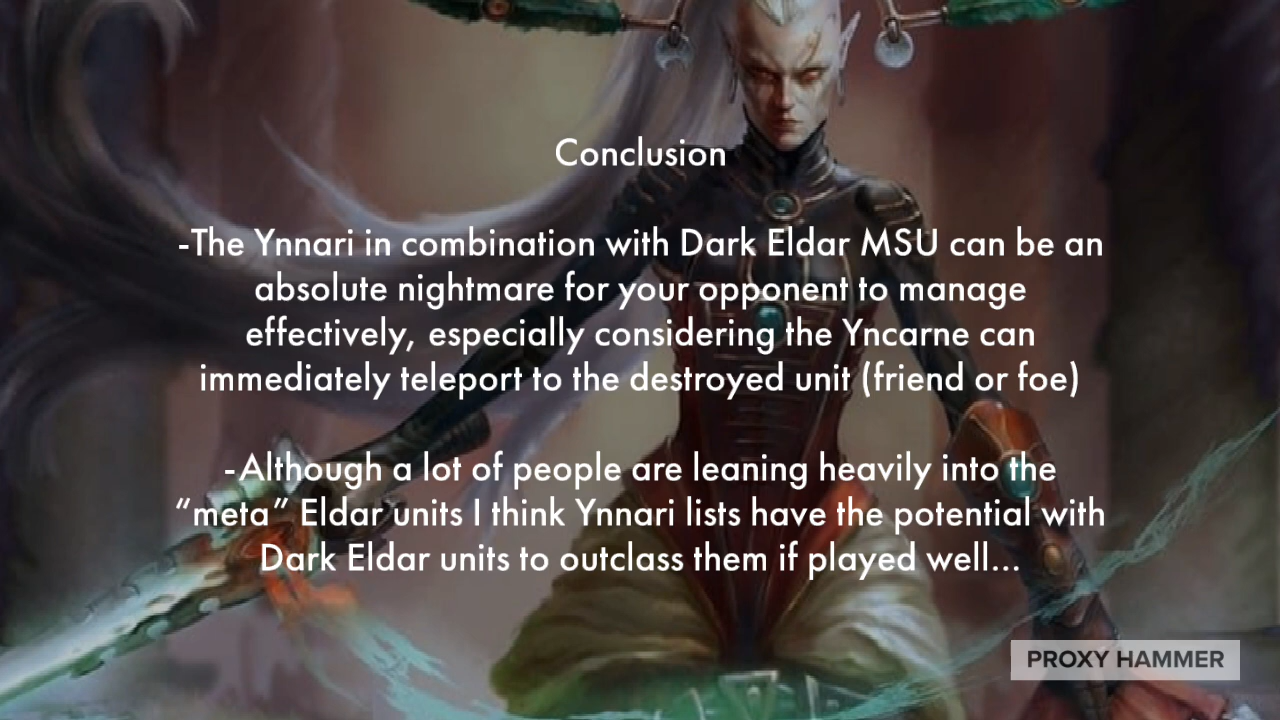 Conclusion
-The Ynnari in combination with Dark Eldar MSU can be an
absolute nightmare for your opponent to manage
effectively, especially considering the Yncarne can
immediately teleport to the destroyed unit (friend or foe)
-Although a lot of people are leaning heavily into the
“meta” Eldar units I think Ynnari lists have the potential with
Dark Eldar units to outclass them if played well...
PROXY HAMMER